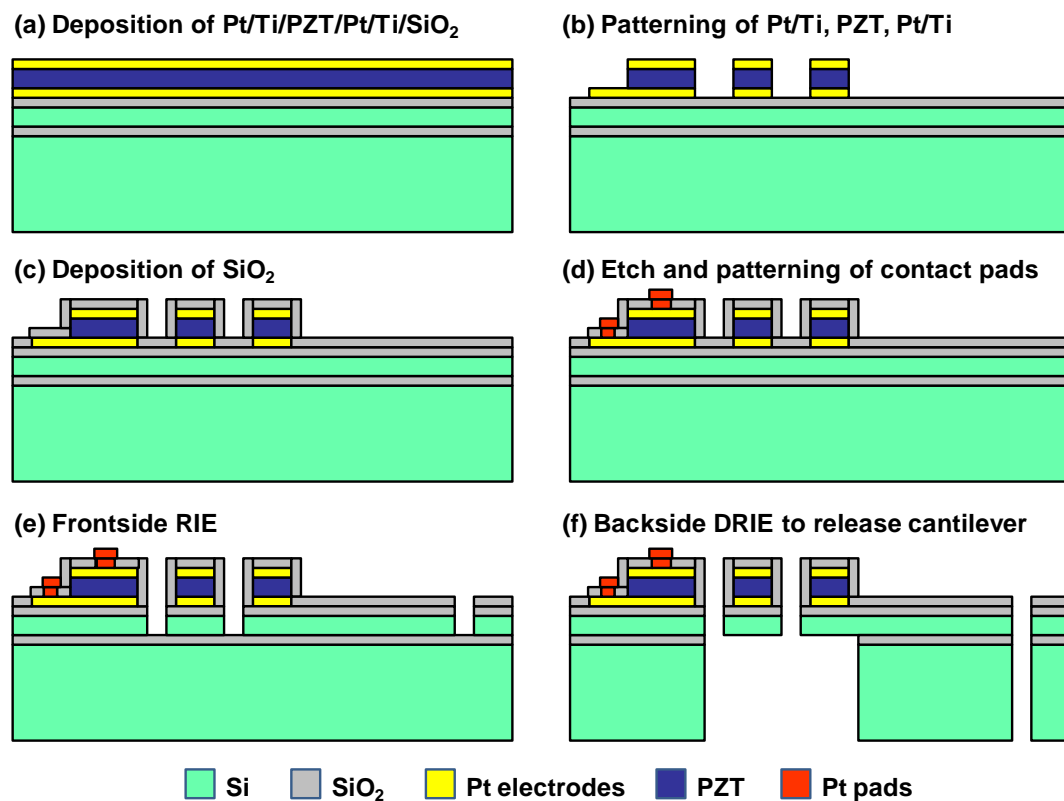 (a) Deposition of Pt/Ti/PZT/Pt/Ti/SiO₂
(b) Patterning of Pt/Ti, PZT, Pt/Ti
(c) Deposition of SiO₂
(d) Etch and patterning of contact pads
(e) Frontside RIE
(f) Backside DRIE to release cantilever
Si SiO₂ Pt electrodes PZT Pt pads